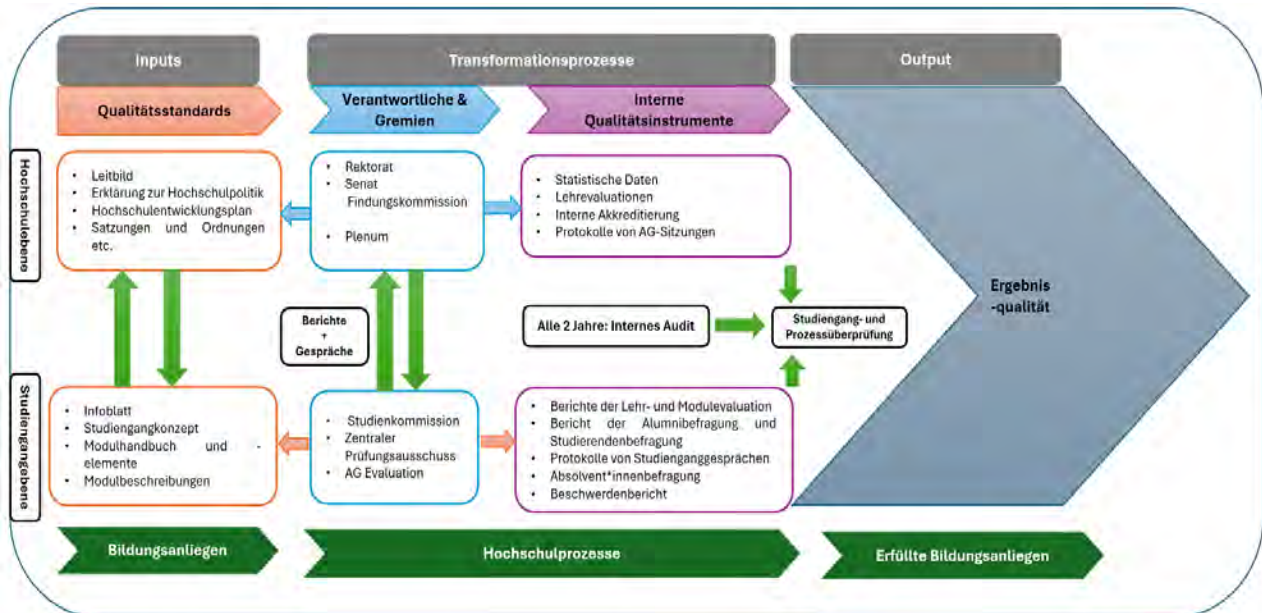 Inputs
Transformationsprozesse
Output
Qualitätsstandards
Verantwortliche &
Gremien
Interne
Qualitätsinstrumente
Hochschulebene
• Leitbild
• Erklärung zur Hochschulpolitik
• Hochschulentwicklungsplan
• Satzungen und Ordnungen
etc.
• Rektorat
• Senat
Findungskommission
• Plenum
• Statistische Daten
• Lehrevaluationen
• Interne Akkreditierung
• Protokolle von AG-Sitzungen
Ergebnis
-qualität
Berichte
+
Gespräche
Alle 2 Jahre: Internes Audit
Studiengang- und
Prozessüberprüfung
Studiengangebene
• Infoblatt
• Studiengangkonzept
• Modulhandbuch und -
elemente
• Modulbeschreibungen
• Studienkommission
• Zentraler
Prüfungsausschuss
• AG Evaluation
• Berichte der Lehr- und Modulevaluation
• Bericht der Alumnibefragung und
Studierendenbefragung
• Protokolle von Studienganggesprächen
• Absolvent*innenbefragung
• Beschwerdenbericht
Bildungsanliegen
Hochschulprozesse
Erfüllte Bildungsanliegen